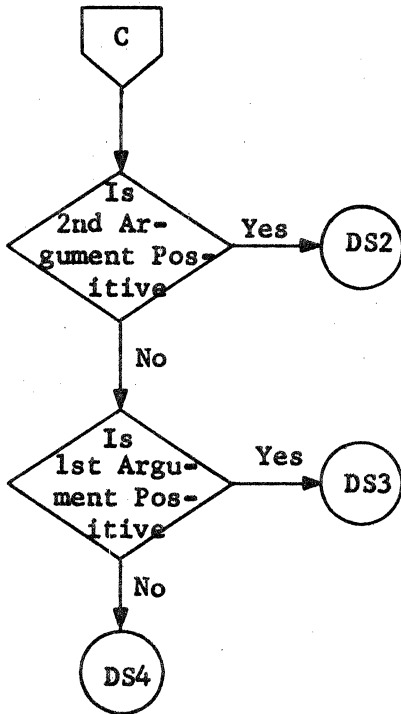 C
Is
2nd Ar-
gument Pos-
itive
Yes
DS2
No
Is
1st Argu-
ment Pos-
itive
Yes
DS3
No
DS4